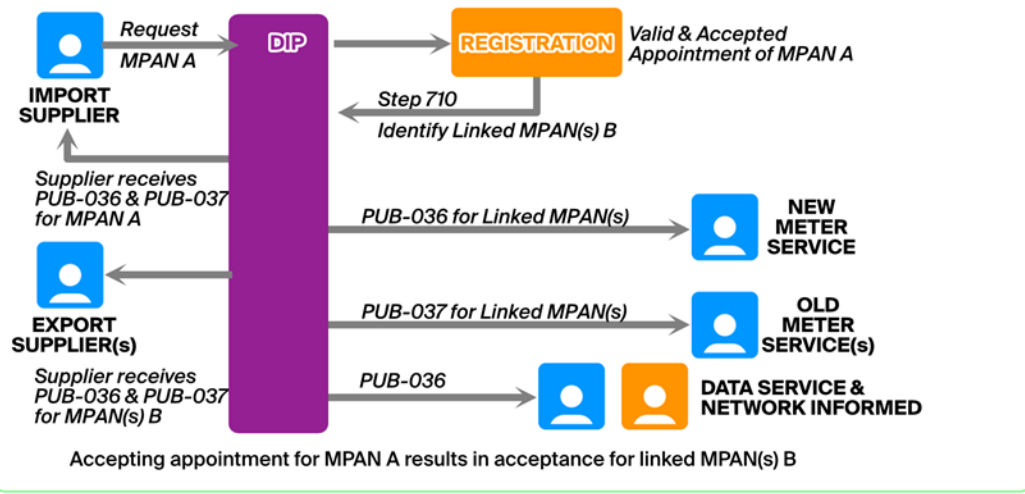 Request
MPAN A
DIP
REGISTRATION
Valid & Accepted
Appointment of MPAN A
IMPORT
SUPPLIER
Step 710
Identify Linked MPAN(s) B
Supplier receives
PUB-036 & PUB-037
for MPAN A
PUB-036 for Linked MPAN(s)
NEW
METER
SERVICE
EXPORT
SUPPLIER(s)
PUB-037 for Linked MPAN(s)
OLD
METER
SERVICE(s)
Supplier receives
PUB-036 & PUB-037
for MPAN(s) B
PUB-036
DATA SERVICE &
NETWORK INFORMED
Accepting appointment for MPAN A results in acceptance for linked MPAN(s) B